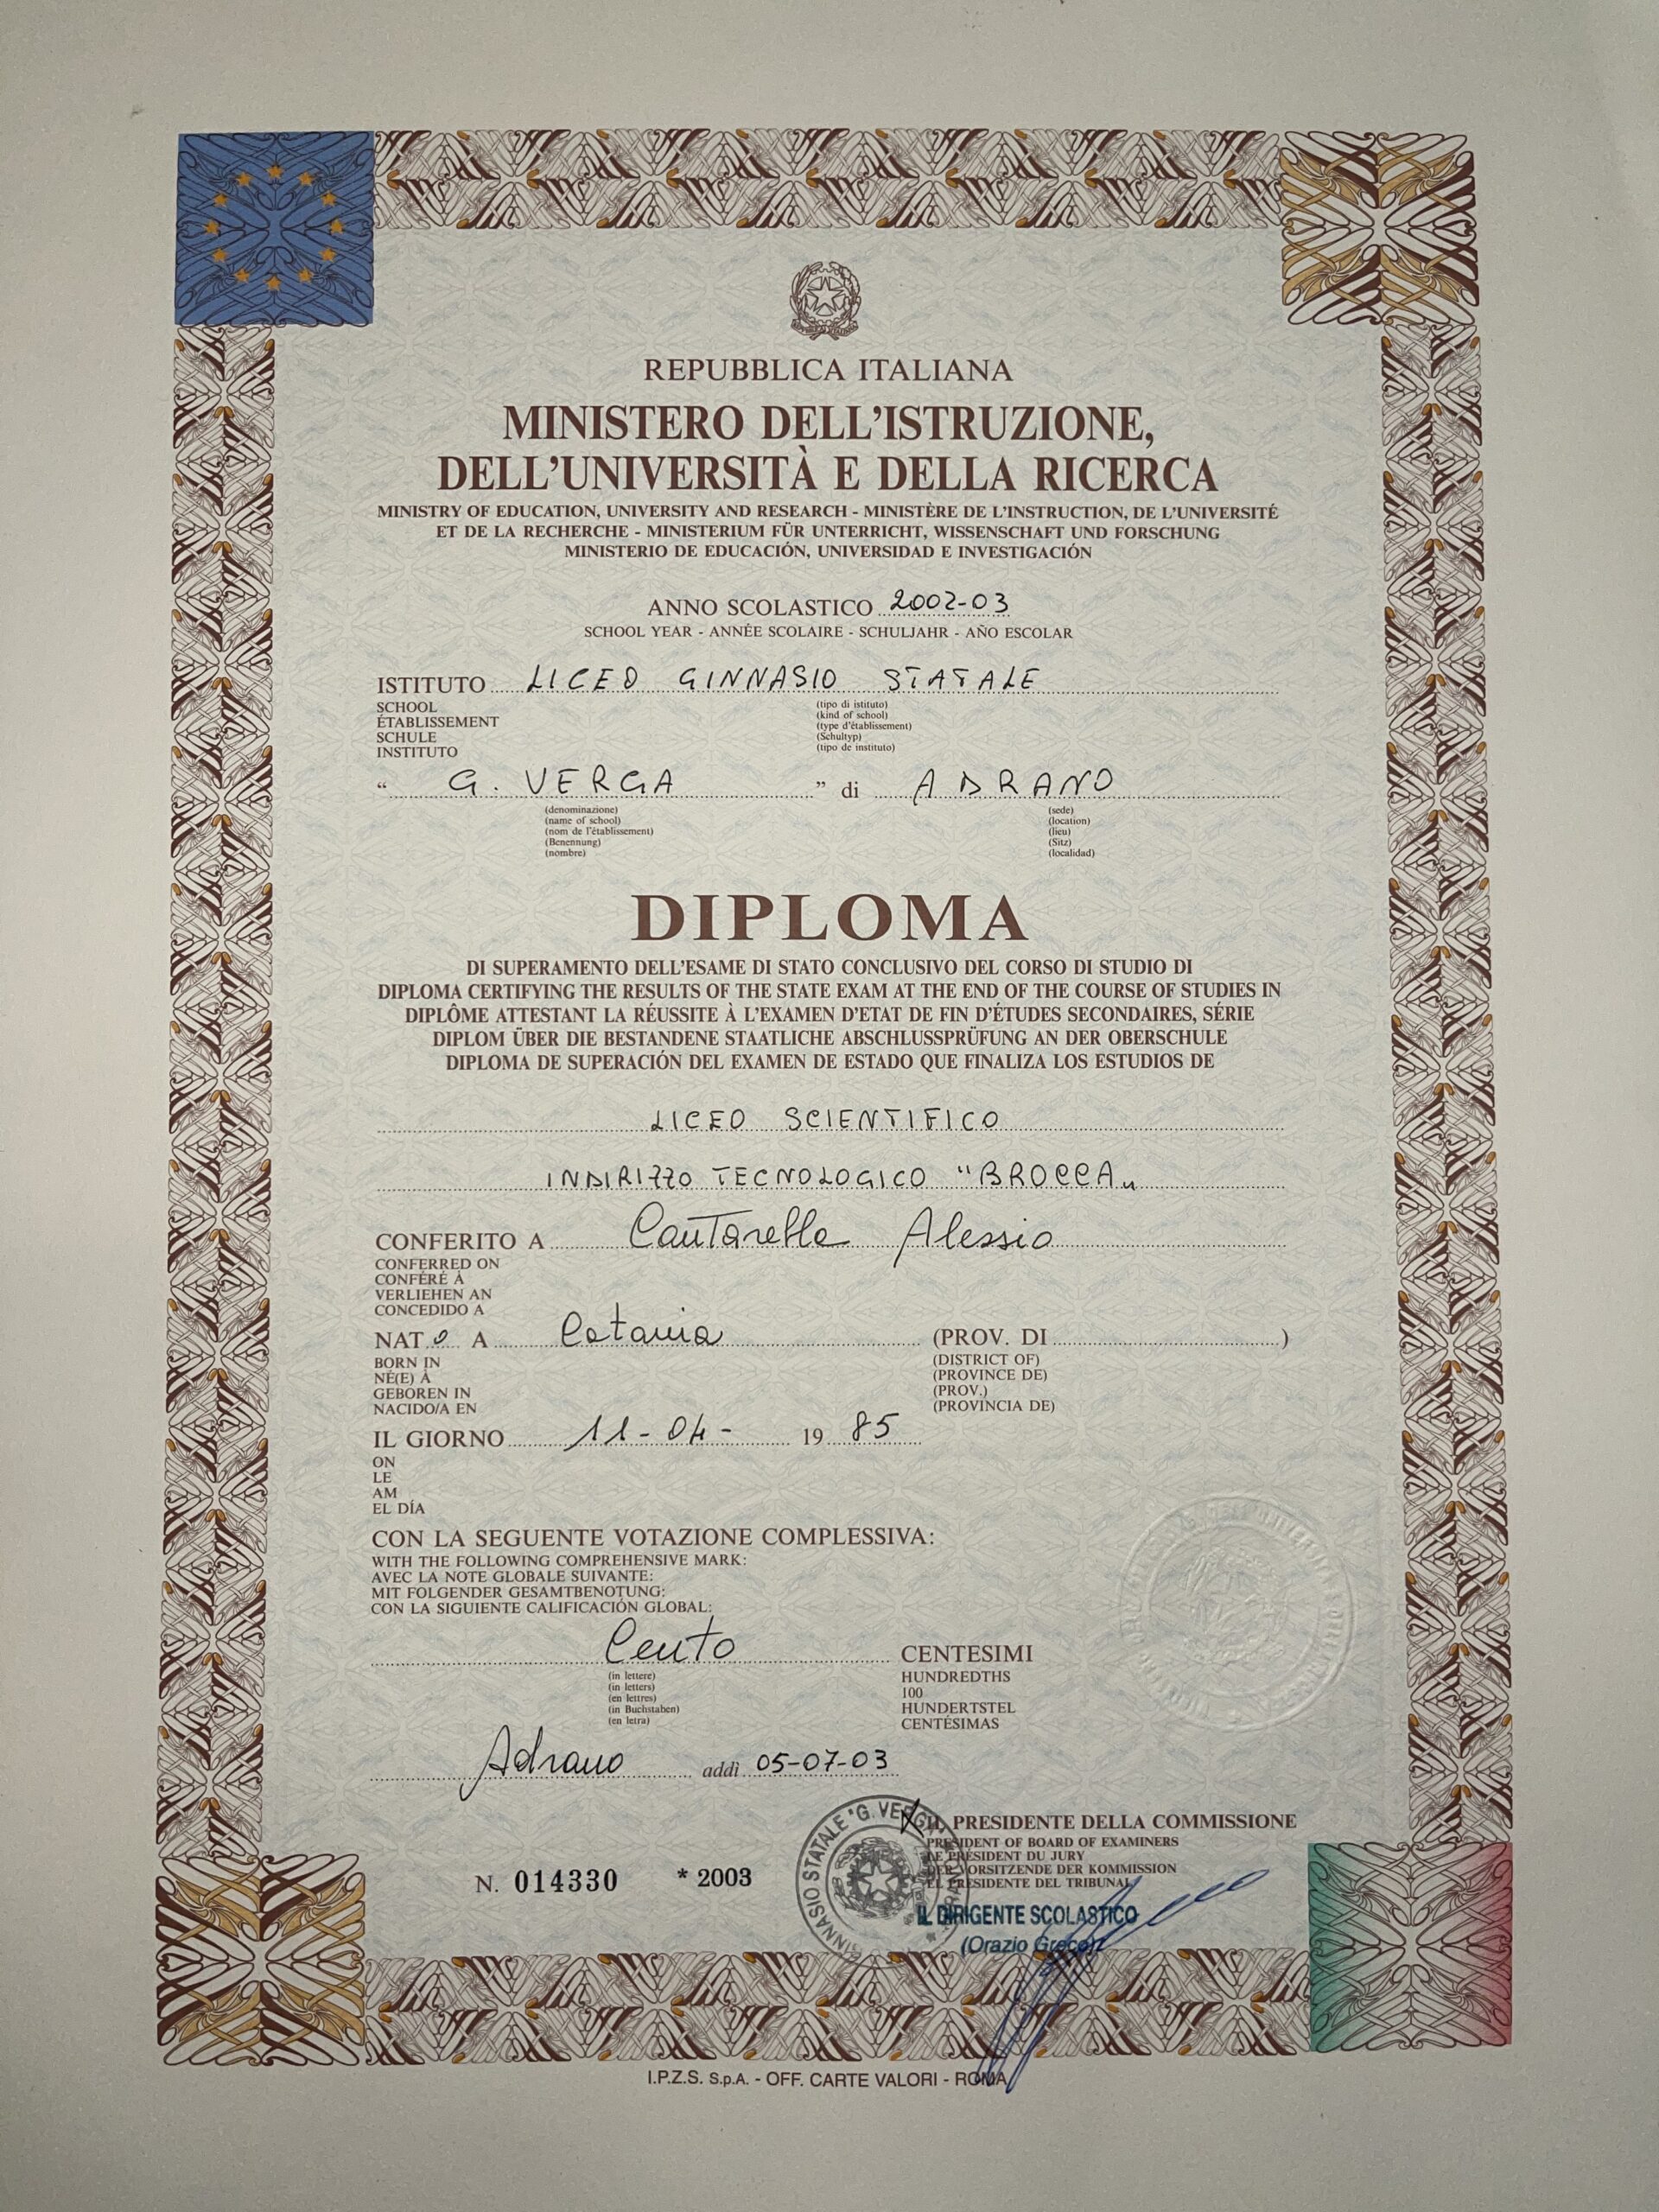 REPUBBLICA ITALIANA
MINISTERO DELL'ISTRUZIONE,
DELL'UNIVERSITÀ E DELLA RICERCA
MINISTRY OF EDUCATION, UNIVERSITY AND RESEARCH - MINISTÈRE DE L'INSTRUCTION, DE L'UNIVERSITÉ
ET DE LA RECHERCHE - MINISTERIUM FÜR UNTERRICHT, WISSENSCHAFT UND FORSCHUNG
MINISTERIO DE EDUCACIÓN, UNIVERSIDAD E INVESTIGACIÓN
ANNO SCOLASTICO 2002-03
SCHOOL YEAR - ANNÉE SCOLAIRE - SCHULJAHR - AÑO ESCOLAR
ISTITUTO LICEO GINNASIO STATALE
SCHOOL (tipo di istituto)
ÉTABLISSEMENT (kind of school)
SCHULE (type d'établissement)
INSTITUTO (Schultyp)
(tipo de instituto)
" G. VERGA " di ADRANO
(denominazione) (sede)
(name of school) (location)
(nom de l'établissement) (lieu)
(Benennung) (Sitz)
(nombre) (localidad)
DIPLOMA
DI SUPERAMENTO DELL'ESAME DI STATO CONCLUSIVO DEL CORSO DI STUDIO DI
DIPLOMA CERTIFYING THE RESULTS OF THE STATE EXAM AT THE END OF THE COURSE OF STUDIES IN
DIPLÔME ATTESTANT LA RÉUSSITE À L'EXAMEN D'ETAT DE FIN D'ÉTUDES SECONDAIRES, SÉRIE
DIPLOM ÜBER DIE BESTANDENE STAATLICHE ABSCHLUSSPRÜFUNG AN DER OBERSCHULE
DIPLOMA DE SUPERACIÓN DEL EXAMEN DE ESTADO QUE FINALIZA LOS ESTUDIOS DE
LICEO SCIENTIFICO
INDIRIZZO TECNOLOGICO "BROCCA"
CONFERITO A Cantarella Alessio
CONFERRED ON
CONFÉRÉ À
VERLIEHEN AN
CONCEDIDO A
NATO A Catania (PROV. DI )
BORN IN (DISTRICT OF)
NÉ(E) À (PROVINCE DE)
GEBOREN IN (PROV.)
NACIDO/A EN (PROVINCIA DE)
IL GIORNO 11-04- 1985
ON
LE
AM
EL DÍA
CON LA SEGUENTE VOTAZIONE COMPLESSIVA:
WITH THE FOLLOWING COMPREHENSIVE MARK:
AVEC LA NOTE GLOBALE SUIVANTE:
MIT FOLGENDER GESAMTBENOTUNG:
CON LA SIGUIENTE CALIFICACIÓN GLOBAL:
Cento CENTESIMI
(in lettere) HUNDREDTHS
(in letters) 100
(en lettres) HUNDERTSTEL
(in Buchstaben) CENTÉSIMAS
(en letra)
Adrano addì 05-07-03
IL PRESIDENTE DELLA COMMISSIONE
PRESIDENT OF BOARD OF EXAMINERS
LE PRÉSIDENT DU JURY
DER VORSITZENDE DER KOMMISSION
EL PRESIDENTE DEL TRIBUNAL
N. 014330 * 2003
GINNASIO STATALE "G. VERGA"
IL DIRIGENTE SCOLASTICO
(Orazio Greco)
I.P.Z.S. S.p.A. - OFF. CARTE VALORI - ROMA